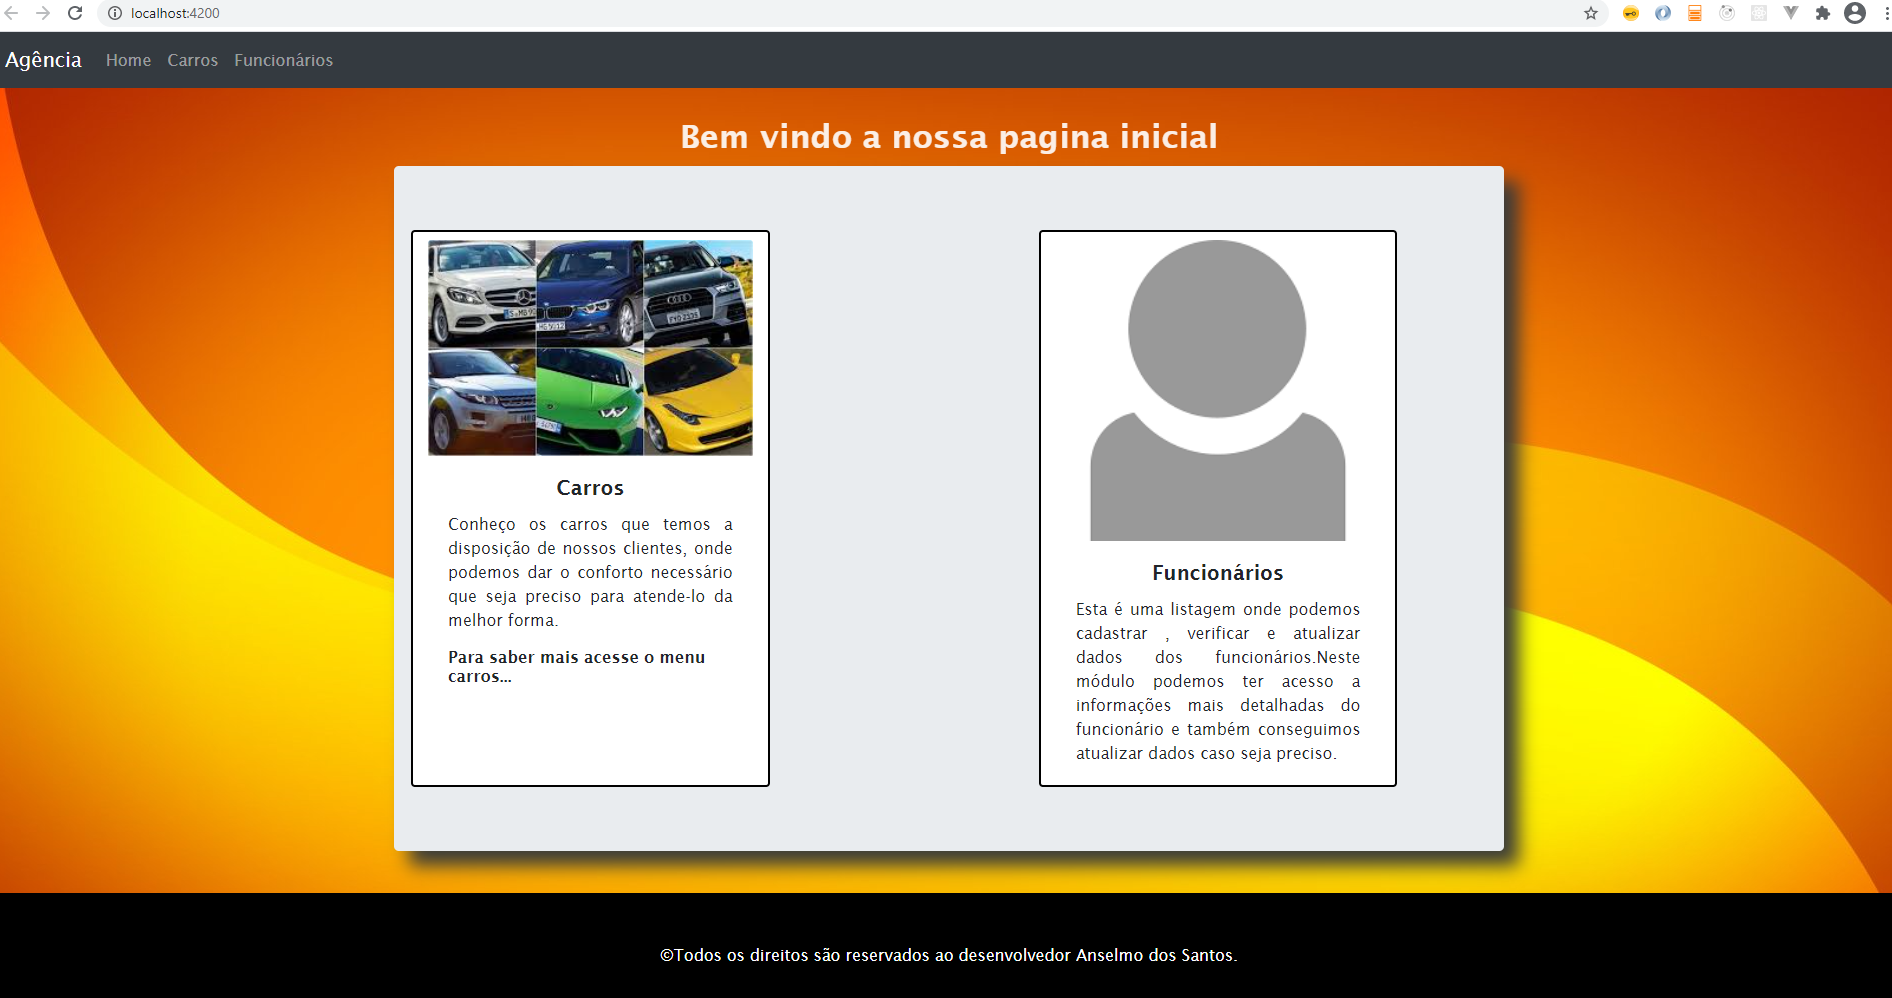 localhost:4200
Agência Home Carros Funcionários
Bem vindo a nossa pagina inicial
Carros
Conheço os carros que temos a
disposição de nossos clientes, onde
podemos dar o conforto necessário
que seja preciso para atende-lo da
melhor forma.
Para saber mais acesse o menu
carros...
Funcionários
Esta é uma listagem onde podemos
cadastrar , verificar e atualizar
dados dos funcionários.Neste
módulo podemos ter acesso a
informações mais detalhadas do
funcionário e também conseguimos
atualizar dados caso seja preciso.
©Todos os direitos são reservados ao desenvolvedor Anselmo dos Santos.